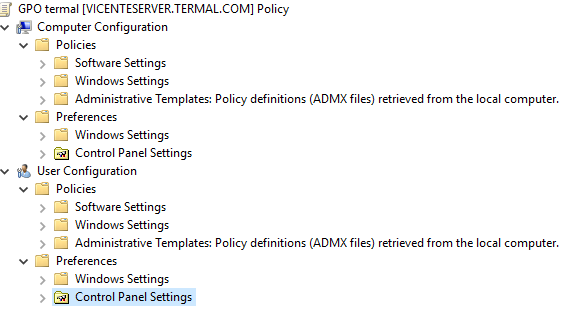 GPO termal [VICENTESERVER.TERMAL.COM] Policy
Computer Configuration
Policies
Software Settings
Windows Settings
Administrative Templates: Policy definitions (ADMX files) retrieved from the local computer.
Preferences
Windows Settings
Control Panel Settings
User Configuration
Policies
Software Settings
Windows Settings
Administrative Templates: Policy definitions (ADMX files) retrieved from the local computer.
Preferences
Windows Settings
Control Panel Settings